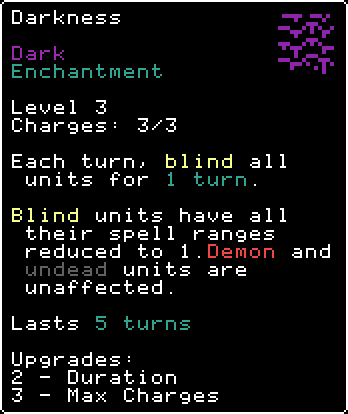 Darkness
Dark
Enchantment
Level 3
Charges: 3/3
Each turn, blind all
units for 1 turn.
Blind units have all
their spell ranges
reduced to 1.Demon and
undead units are
unaffected.
Lasts 5 turns
Upgrades:
2 - Duration
3 - Max Charges